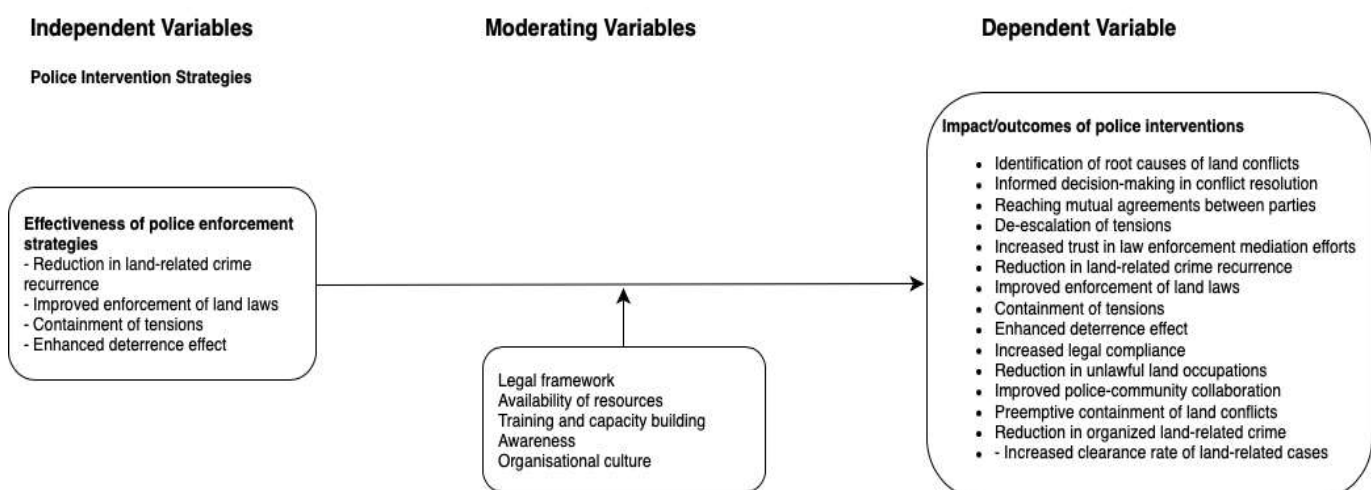 Independent Variables
Moderating Variables
Dependent Variable
Police Intervention Strategies
Effectiveness of police enforcement
strategies
- Reduction in land-related crime
recurrence
- Improved enforcement of land laws
- Containment of tensions
- Enhanced deterrence effect
Legal framework
Availability of resources
Training and capacity building
Awareness
Organisational culture
Impact/outcomes of police interventions
• Identification of root causes of land conflicts
• Informed decision-making in conflict resolution
• Reaching mutual agreements between parties
• De-escalation of tensions
• Increased trust in law enforcement mediation efforts
• Reduction in land-related crime recurrence
• Improved enforcement of land laws
• Containment of tensions
• Enhanced deterrence effect
• Increased legal compliance
• Reduction in unlawful land occupations
• Improved police-community collaboration
• Preemptive containment of land conflicts
• Reduction in organized land-related crime
• - Increased clearance rate of land-related cases